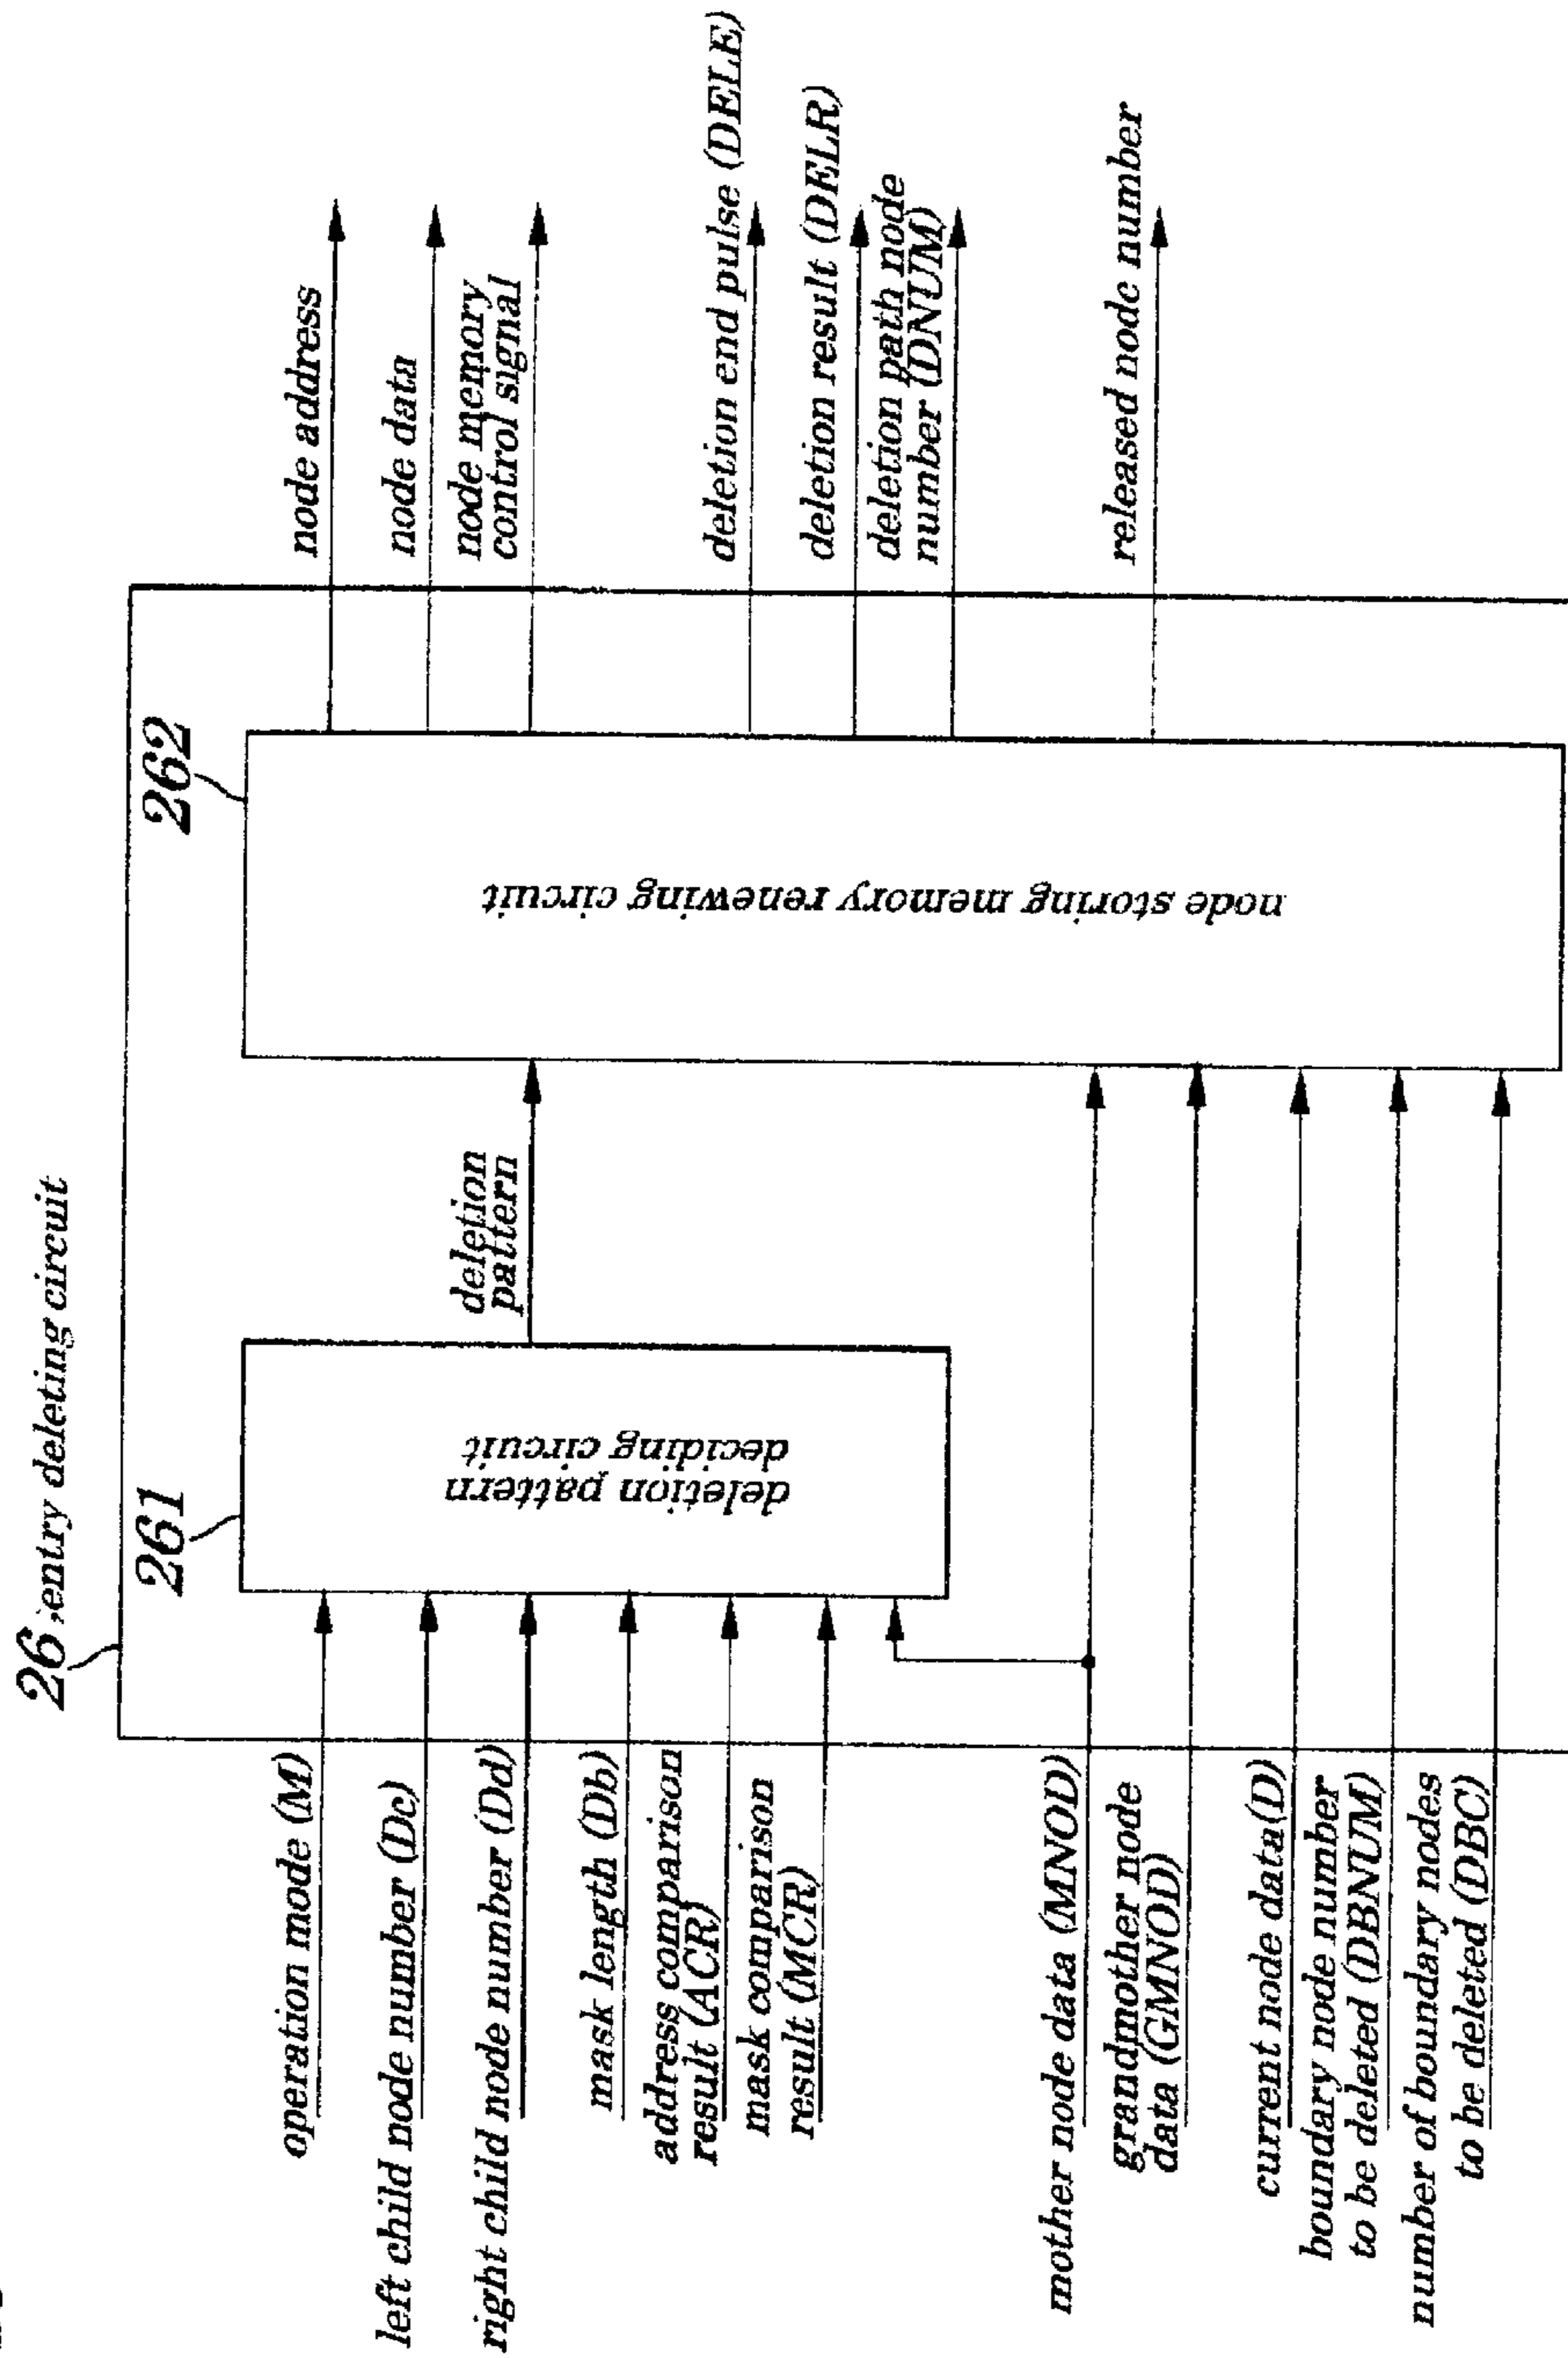 26 ; entry deleting circuit
operation mode (M)
left child node number (Dc)
right child node number (Dd)
mask length (Db)
address comparison
result (ACR)
mask comparison
result (MCR)
mother node data (MNOD)
grandmother node
data (GMNOD)
current node data(D)
boundary node number
to be deleted (DBNUM)
number of boundary nodes
to be deleted (DBC)
261
deletion pattern
deciding circuit
deletion
pattern
262
node storing memory renewing circuit
node address
node data
node memory
control signal
deletion end pulse (DELE)
deletion result (DELR)
deletion path node
number (DNUM)
released node number